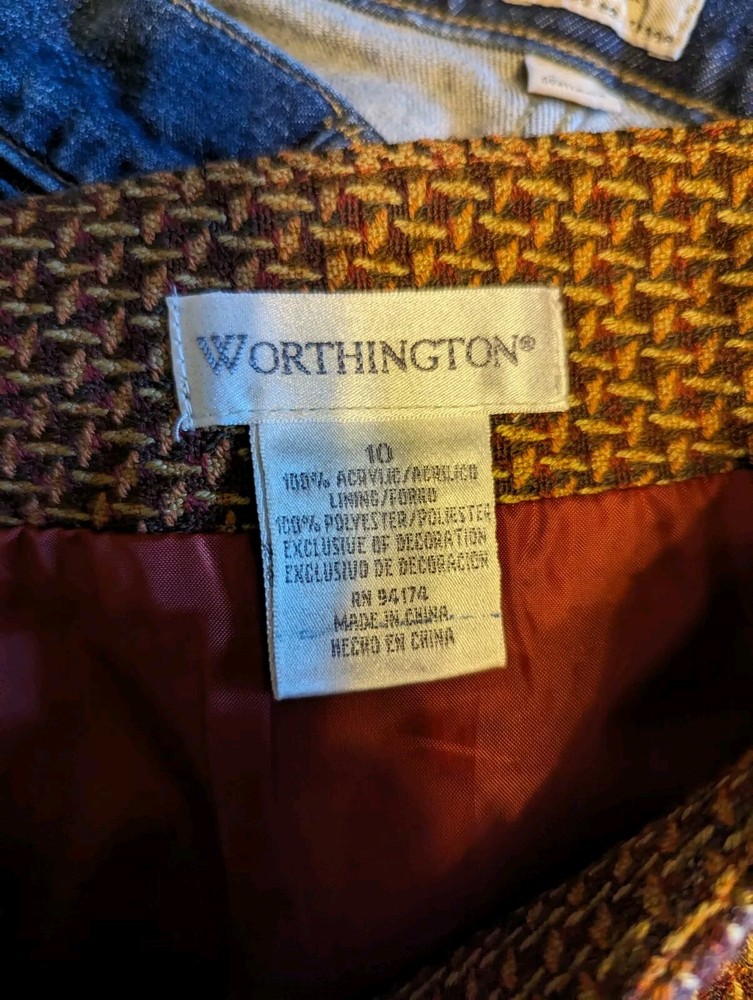 WORTHINGTON®
10
100% ACRYLIC/ACRILICO
LINING/FORRO
100% POLYESTER/POLIESTER
EXCLUSIVE OF DECORATION
EXCLUSIVO DE DECORACION
RN 94174
MADE IN CHINA
HECHO EN CHINA